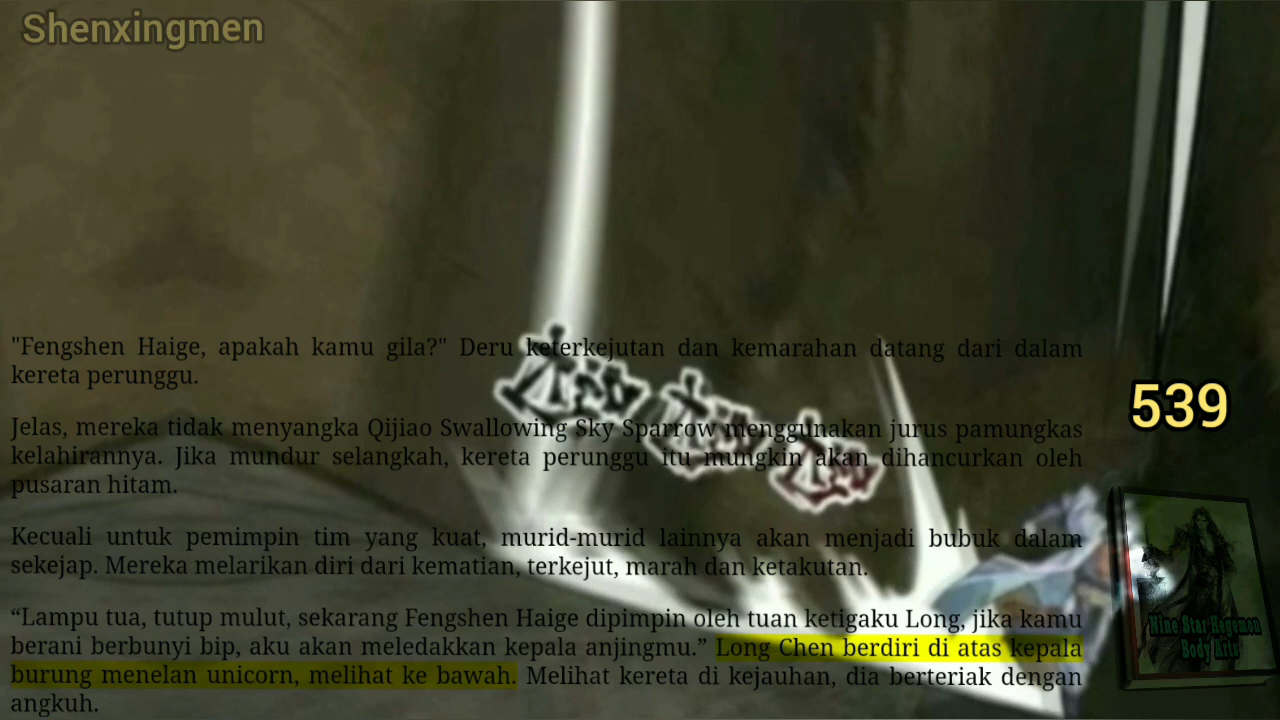 Shenxingmen
"Fengshen Haige, apakah kamu gila?" Deru keterkejutan dan kemarahan datang dari dalam
kereta perunggu.
Jelas, mereka tidak menyangka Qijiao Swallowing Sky Sparrow menggunakan jurus pamungkas
kelahirannya. Jika mundur selangkah, kereta perunggu itu mungkin akan dihancurkan oleh
pusaran hitam.
Kecuali untuk pemimpin tim yang kuat, murid-murid lainnya akan menjadi bubuk dalam
sekejap. Mereka melarikan diri dari kematian, terkejut, marah dan ketakutan.
“Lampu tua, tutup mulut, sekarang Fengshen Haige dipimpin oleh tuan ketigaku Long, jika kamu
berani berbunyi bip, aku akan meledakkan kepala anjingmu.” Long Chen berdiri di atas kepala
burung menelan unicorn, melihat ke bawah. Melihat kereta di kejauhan, dia berteriak dengan
angkuh.
539
Nine Star Hegemon
Body Arts